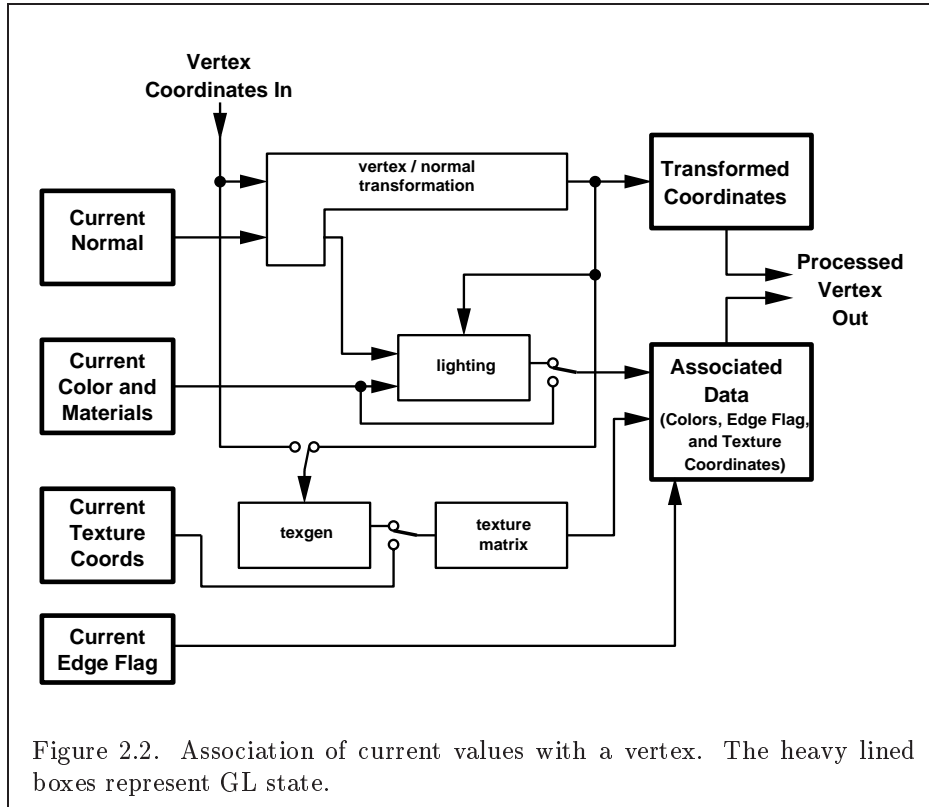 Vertex
Coordinates In
vertex / normal
transformation
Transformed
Coordinates
Current
Normal
Processed
Vertex
Out
Current
Color and
Materials
lighting
Associated
Data
(Colors, Edge Flag,
and Texture
Coordinates)
Current
Texture
Coords
texgen
texture
matrix
Current
Edge Flag
Figure 2.2. Association of current values with a vertex. The heavy lined
boxes represent GL state.